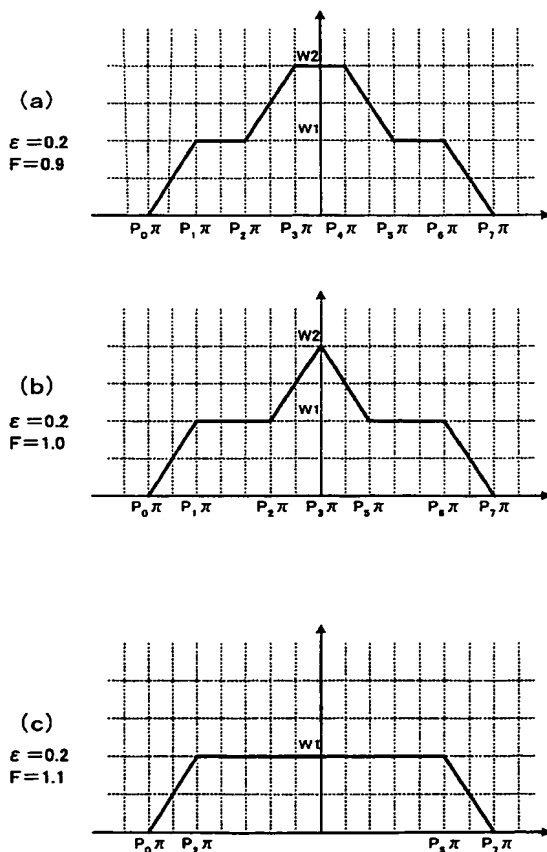 W2
(a)
W1
ε=0.2
F=0.9
P₀π P₁π P₂π P₃π P₄π P₅π P₆π P₇π
W2
(b)
W1
ε=0.2
F=1.0
P₀π P₁π P₂π P₃π P₅π P₆π P₇π
(c)
W1
ε=0.2
F=1.1
P₀π P₁π P₆π P₇π